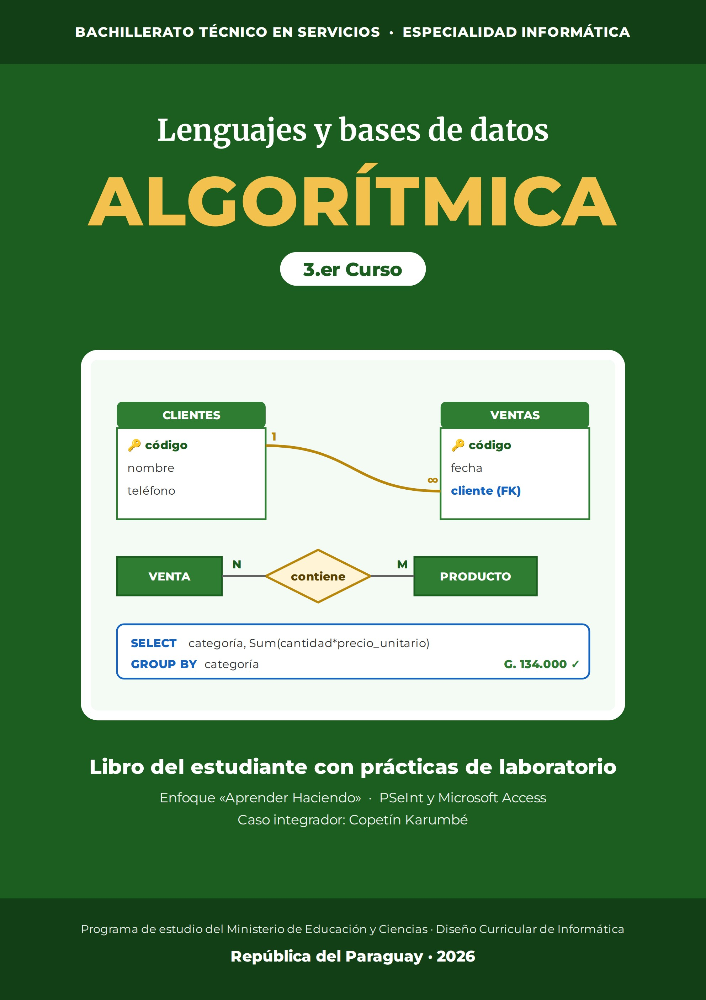 BACHILLERATO TÉCNICO EN SERVICIOS • ESPECIALIDAD INFORMÁTICA
Lenguajes y bases de datos
ALGORÍTMICA
3.er Curso
CLIENTES
🔑 código
nombre
teléfono
1
∞
VENTAS
🔑 código
fecha
cliente (FK)
VENTA
N
contiene
M
PRODUCTO
SELECT categoría, Sum(cantidad*precio_unitario)
GROUP BY categoría
G. 134.000 ✓
Libro del estudiante con prácticas de laboratorio
Enfoque «Aprender Haciendo» · PSeInt y Microsoft Access
Caso integrador: Copetín Karumbé
Programa de estudio del Ministerio de Educación y Ciencias · Diseño Curricular de Informática
República del Paraguay • 2026